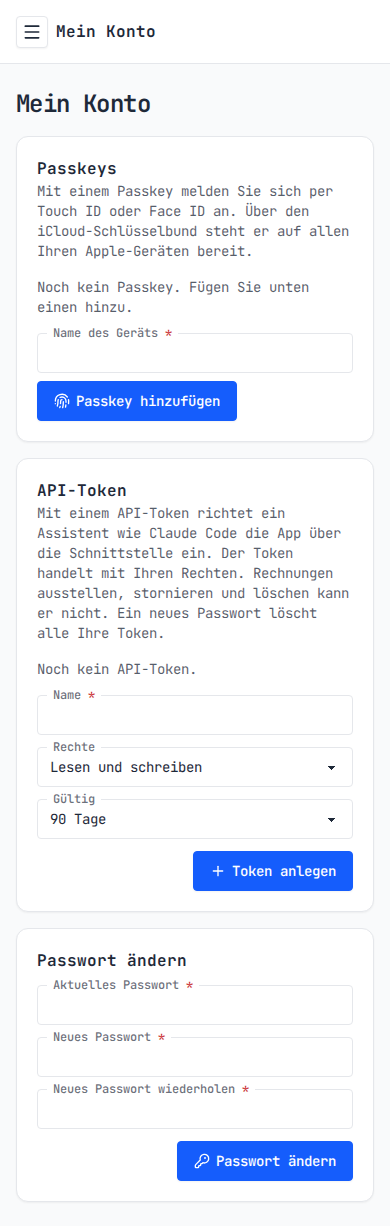 Mein Konto
Mein Konto
Passkeys
Mit einem Passkey melden Sie sich per
Touch ID oder Face ID an. Über den
iCloud-Schlüsselbund steht er auf allen
Ihren Apple-Geräten bereit.
Noch kein Passkey. Fügen Sie unten
einen hinzu.
Name des Geräts *
Passkey hinzufügen
API-Token
Mit einem API-Token richtet ein
Assistent wie Claude Code die App über
die Schnittstelle ein. Der Token
handelt mit Ihren Rechten. Rechnungen
ausstellen, stornieren und löschen kann
er nicht. Ein neues Passwort löscht
alle Ihre Token.
Noch kein API-Token.
Name *
Rechte
Lesen und schreiben
Gültig
90 Tage
Token anlegen
Passwort ändern
Aktuelles Passwort *
Neues Passwort *
Neues Passwort wiederholen *
Passwort ändern